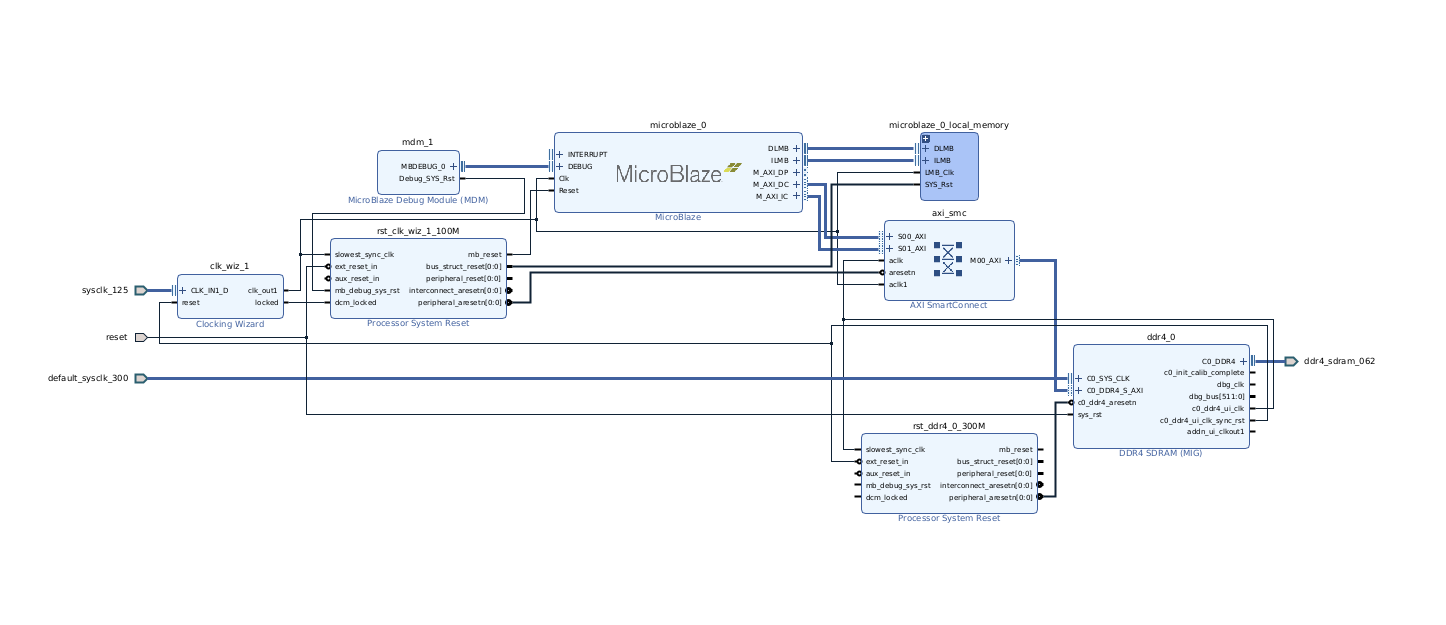 microblaze_0
microblaze_0_local_memory
mdm_1
MBDEBUG_0
Debug_SYS_Rst
MicroBlaze Debug Module (MDM)
INTERRUPT
DEBUG
Clk
Reset
MicroBlaze
DLMB
ILMB
M_AXI_DP
M_AXI_DC
M_AXI_IC
MicroBlaze
DLMB
ILMB
LMB_Clk
SYS_Rst
axi_smc
S00_AXI
S01_AXI
aclk
aresetn
aclk1
M00_AXI
AXI SmartConnect
rst_clk_wiz_1_100M
slowest_sync_clk
ext_reset_in
aux_reset_in
mb_debug_sys_rst
dcm_locked
mb_reset
bus_struct_reset[0:0]
peripheral_reset[0:0]
interconnect_aresetn[0:0]
peripheral_aresetn[0:0]
Processor System Reset
clk_wiz_1
CLK_IN1_D
reset
clk_out1
locked
Clocking Wizard
sysclk_125
reset
default_sysclk_300
ddr4_0
C0_SYS_CLK
C0_DDR4_S_AXI
c0_ddr4_aresetn
sys_rst
C0_DDR4
c0_init_calib_complete
dbg_clk
dbg_bus[511:0]
c0_ddr4_ui_clk
c0_ddr4_ui_clk_sync_rst
addn_ui_clkout1
DDR4 SDRAM (MIG)
ddr4_sdram_062
rst_ddr4_0_300M
slowest_sync_clk
ext_reset_in
aux_reset_in
mb_debug_sys_rst
dcm_locked
mb_reset
bus_struct_reset[0:0]
peripheral_reset[0:0]
interconnect_aresetn[0:0]
peripheral_aresetn[0:0]
Processor System Reset